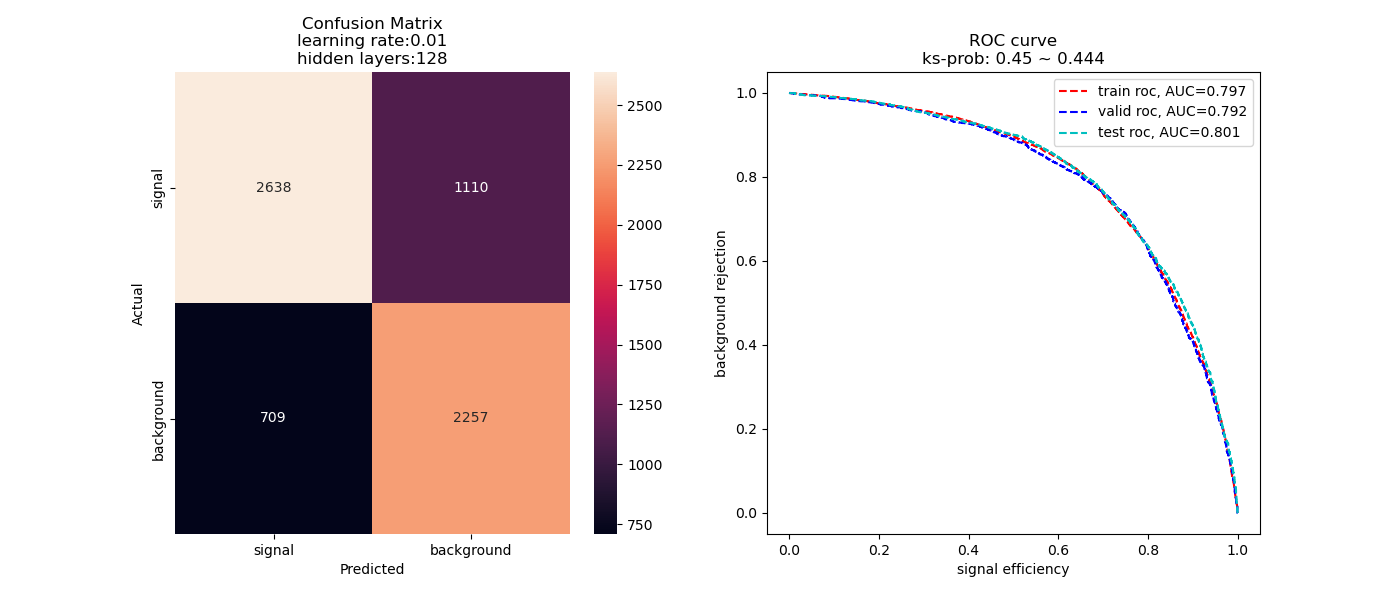 Confusion Matrix
learning rate:0.01
hidden layers:128
signal
background
Actual
2638
1110
709
2257
signal
background
Predicted
2500
2250
2000
1750
1500
1250
1000
750
ROC curve
ks-prob: 0.45 ~ 0.444
train roc, AUC=0.797
valid roc, AUC=0.792
test roc, AUC=0.801
background rejection
1.0
0.8
0.6
0.4
0.2
0.0
0.0
0.2
0.4
0.6
0.8
1.0
signal efficiency